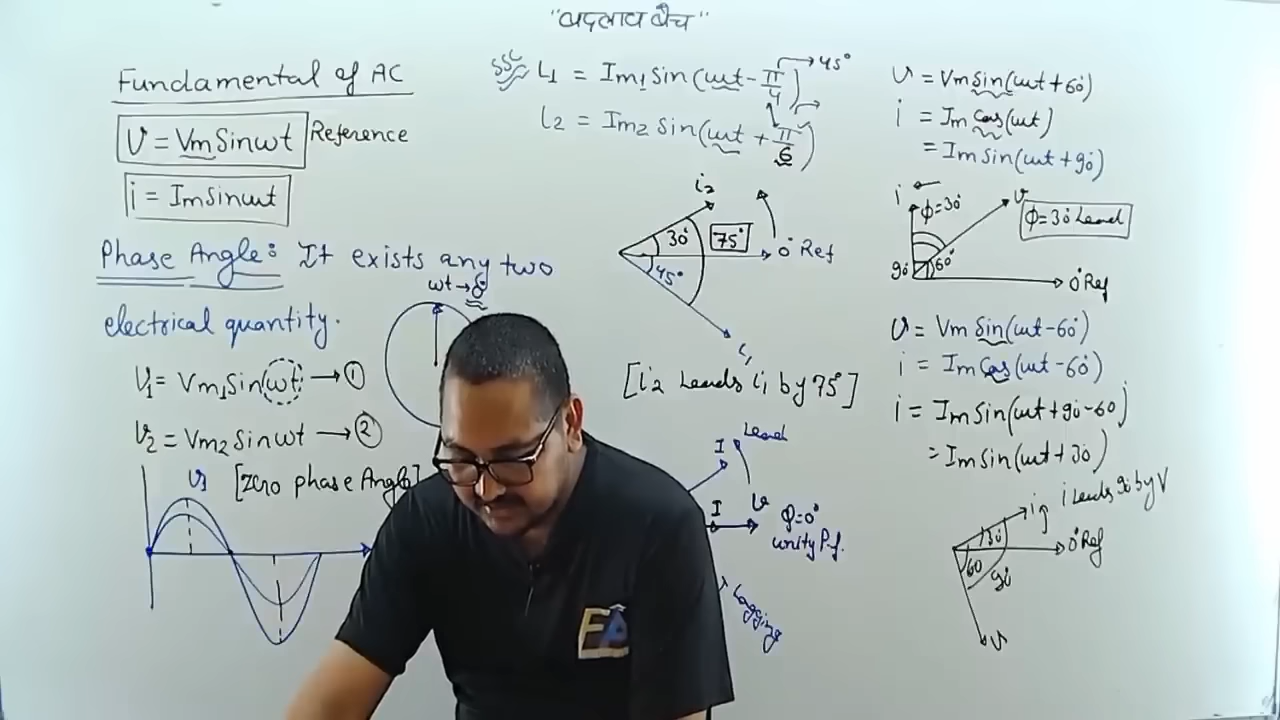 "बदलाव बैच"
Fundamental of AC
V = Vm Sinωt Reference
i = Im Sinωt
Phase Angle: It exists any two
electrical quantity.
ωt → δ
V₁ = Vm₁ Sin(ωt) → ①
V₂ = Vm₂ Sin ωt → ②
[Zero phase Angle]
V₁
SSC
i₁ = Im₁ Sin(ωt - π/4) → 45°
i₂ = Im₂ Sin(ωt + π/6)
i₂
30° 75° 0° Ref
45°
i₁
[i₂ Leads i₁ by 75°]
I Lead
I V φ=0°
unity P.f.
Lagging
V = Vm Sin(ωt + 60°)
i = Im Cos(ωt)
= Im Sin(ωt + 90°)
i φ=30° V φ=30° Lead
90° 60° 0° Ref
V = Vm Sin(ωt - 60°)
i = Im Cos(ωt - 60°)
i = Im Sin(ωt + 90 - 60)
= Im Sin(ωt + 30°)
i Leads 90° by V
30° 0° Ref
60 90°
V
EA